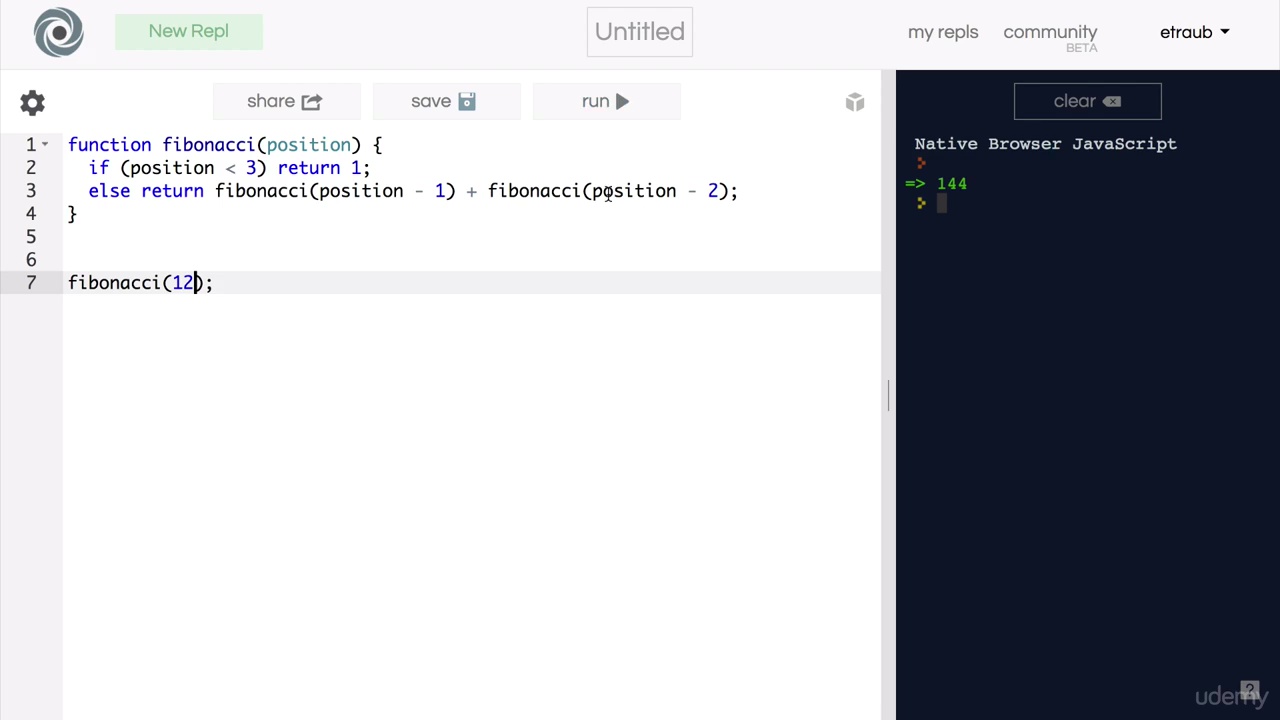 New Repl
Untitled
my repls
community
BETA
etraub
share
save
run
clear
1 function fibonacci(position) {
2 if (position < 3) return 1;
3 else return fibonacci(position - 1) + fibonacci(position - 2);
4 }
5
6
7 fibonacci(12);
Native Browser JavaScript
=> 144
udemy
2